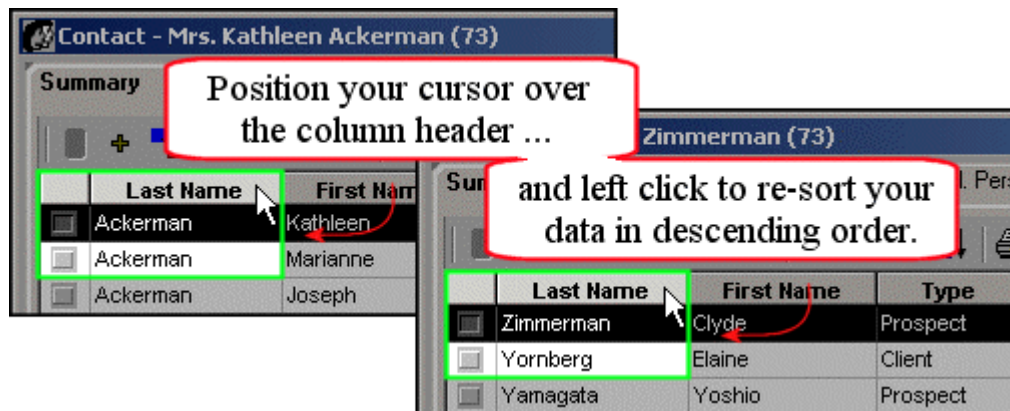 Contact - Mrs. Kathleen Ackerman (73)
Summary
Position your cursor over
the column header ...
Last Name First Nam
Ackerman Kathleen
Ackerman Marianne
Ackerman Joseph
Zimmerman (73)
Sum l. Pers
and left click to re-sort your
data in descending order.
Last Name First Name Type
Zimmerman Clyde Prospect
Yornberg Elaine Client
Yamagata Yoshio Prospect